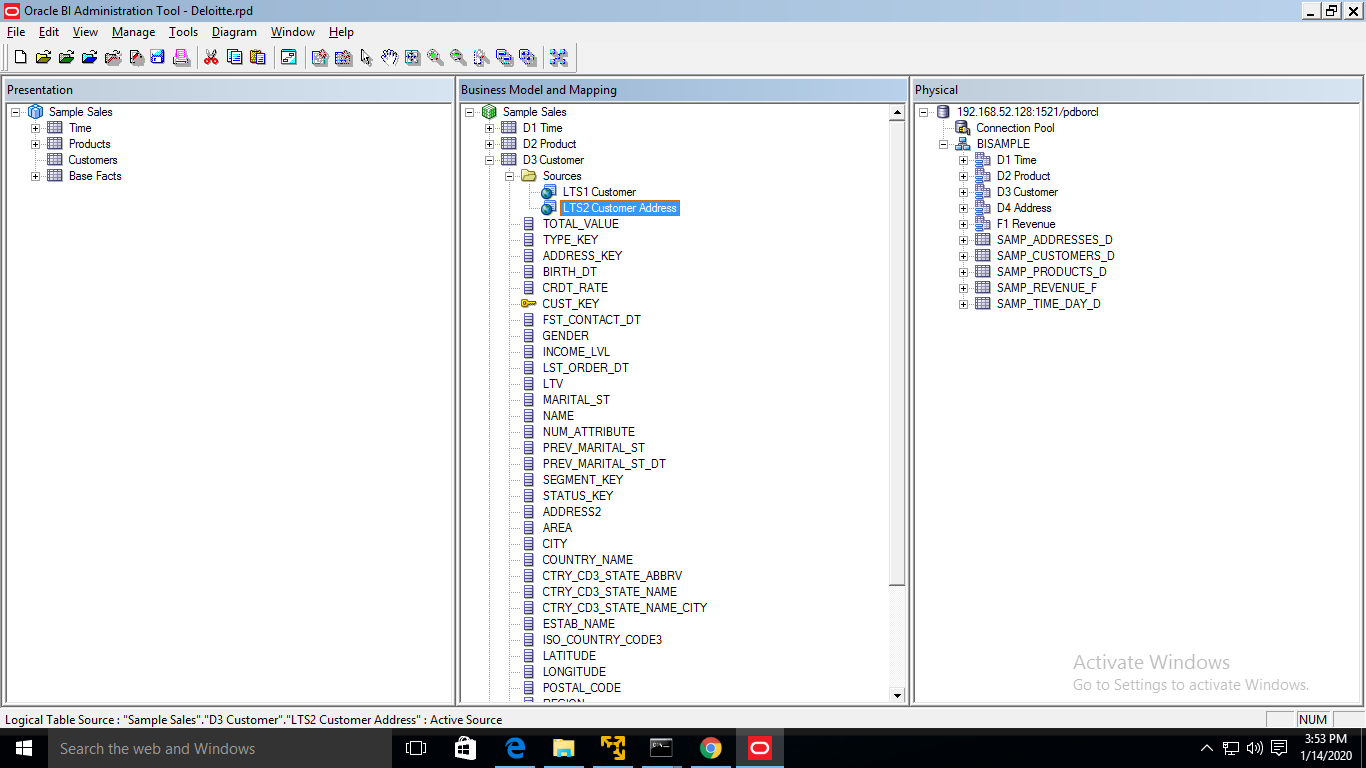 Oracle BI Administration Tool - Deloitte.rpd
File Edit View Manage Tools Diagram Window Help
Presentation
Sample Sales
Time
Products
Customers
Base Facts
Business Model and Mapping
Sample Sales
D1 Time
D2 Product
D3 Customer
Sources
LTS1 Customer
LTS2 Customer Address
TOTAL_VALUE
TYPE_KEY
ADDRESS_KEY
BIRTH_DT
CRDT_RATE
CUST_KEY
FST_CONTACT_DT
GENDER
INCOME_LVL
LST_ORDER_DT
LTV
MARITAL_ST
NAME
NUM_ATTRIBUTE
PREV_MARITAL_ST
PREV_MARITAL_ST_DT
SEGMENT_KEY
STATUS_KEY
ADDRESS2
AREA
CITY
COUNTRY_NAME
CTRY_CD3_STATE_ABBRV
CTRY_CD3_STATE_NAME
CTRY_CD3_STATE_NAME_CITY
ESTAB_NAME
ISO_COUNTRY_CODE3
LATITUDE
LONGITUDE
POSTAL_CODE
REGION
Physical
192.168.52.128:1521/pdborcl
Connection Pool
BISAMPLE
D1 Time
D2 Product
D3 Customer
D4 Address
F1 Revenue
SAMP_ADDRESSES_D
SAMP_CUSTOMERS_D
SAMP_PRODUCTS_D
SAMP_REVENUE_F
SAMP_TIME_DAY_D
Activate Windows
Go to Settings to activate Windows.
Logical Table Source : "Sample Sales"."D3 Customer"."LTS2 Customer Address" : Active Source
NUM
Search the web and Windows
3:53 PM
1/14/2020